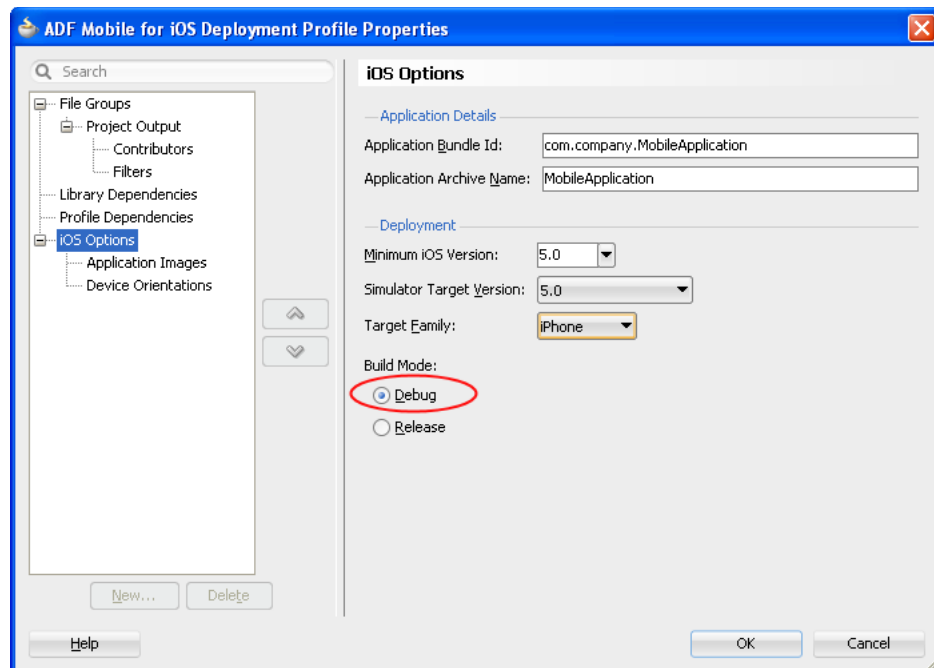 ADF Mobile for iOS Deployment Profile Properties
Search
File Groups
Project Output
Contributors
Filters
Library Dependencies
Profile Dependencies
iOS Options
Application Images
Device Orientations
New...
Delete
iOS Options
Application Details
Application Bundle Id: com.company.MobileApplication
Application Archive Name: MobileApplication
Deployment
Minimum iOS Version: 5.0
Simulator Target Version: 5.0
Target Family: iPhone
Build Mode:
Debug
Release
Help
OK
Cancel